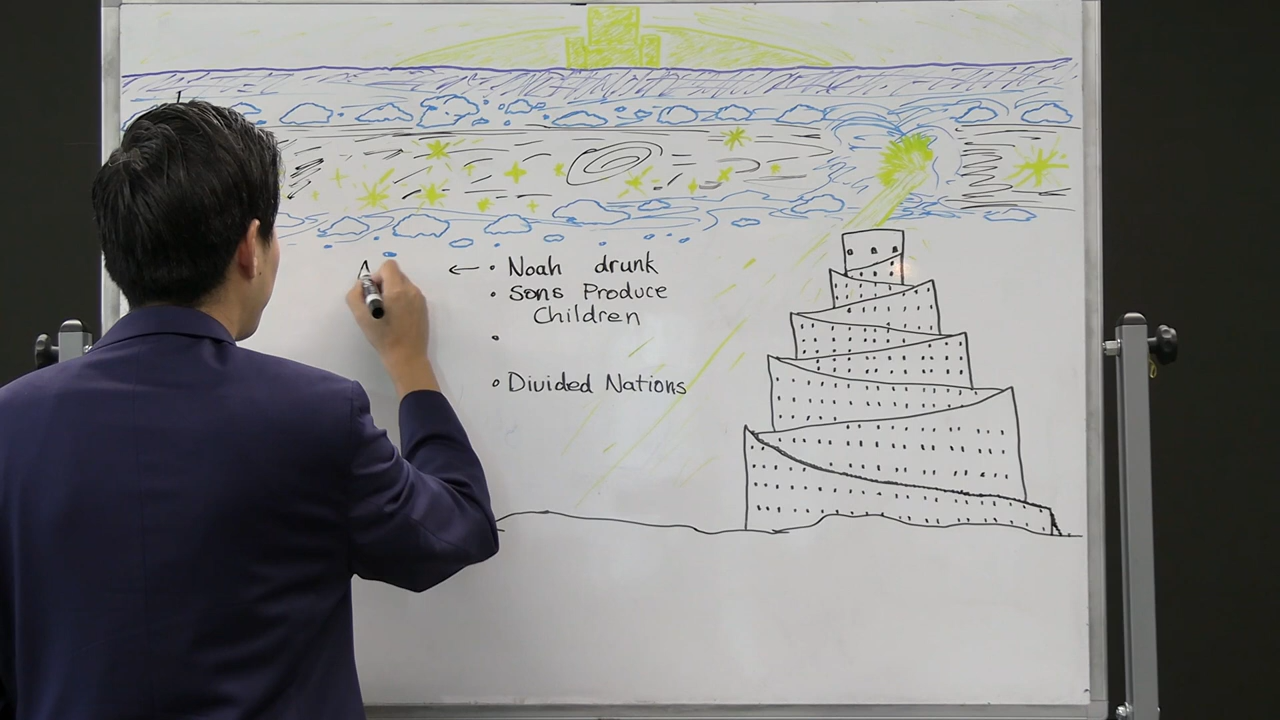 ← • Noah drunk
• Sons Produce
Children
•
• Divided Nations